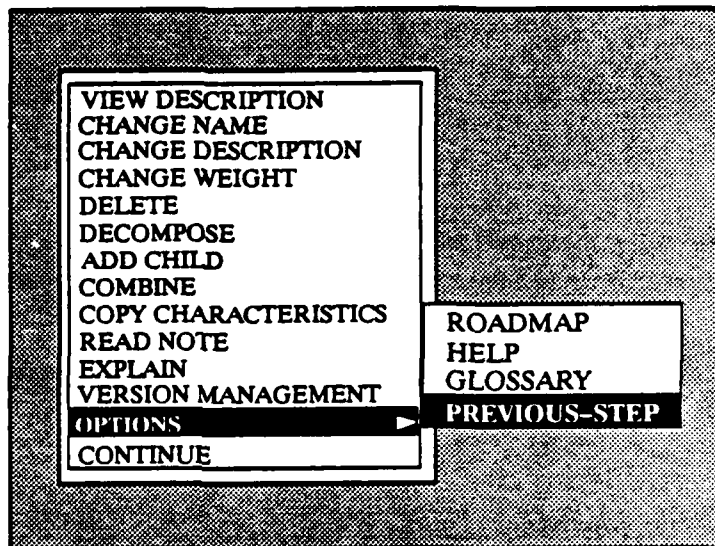 VIEW DESCRIPTION
CHANGE NAME
CHANGE DESCRIPTION
CHANGE WEIGHT
DELETE
DECOMPOSE
ADD CHILD
COMBINE
COPY CHARACTERISTICS
READ NOTE
EXPLAIN
VERSION MANAGEMENT
OPTIONS
CONTINUE
ROADMAP
HELP
GLOSSARY
PREVIOUS-STEP